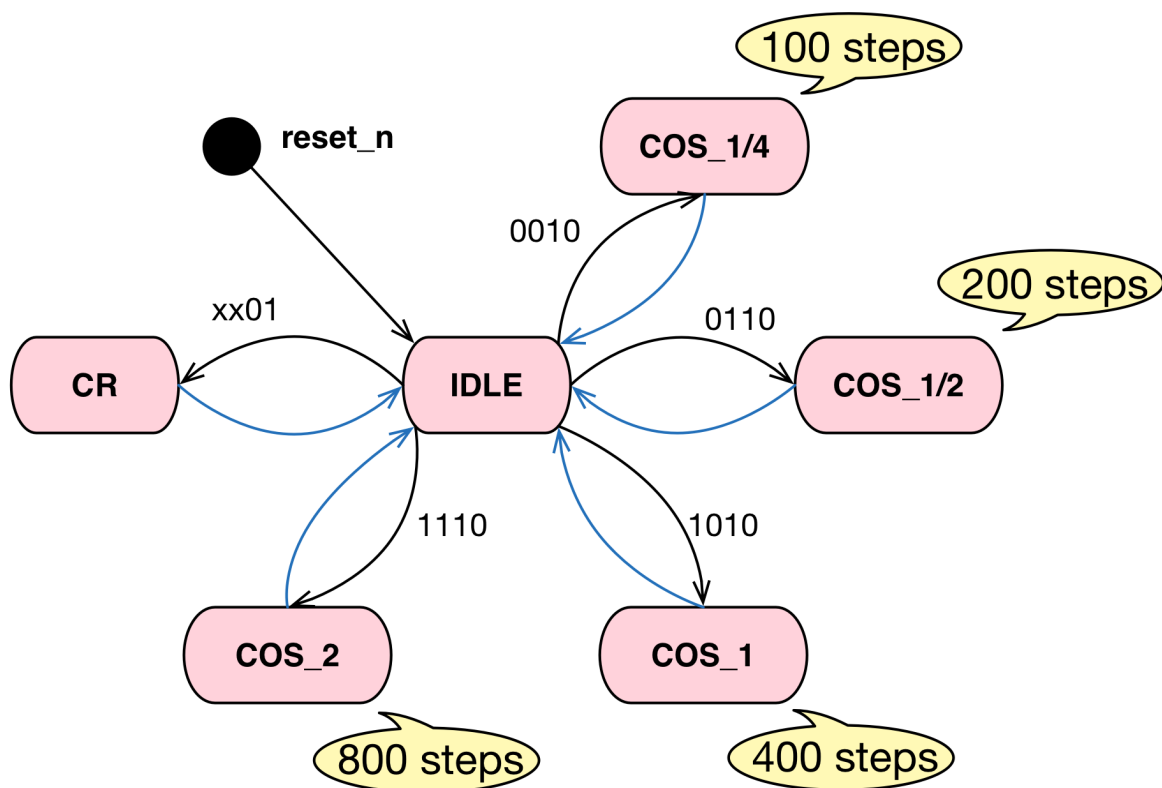 100 steps
reset_n
COS_1/4
0010
200 steps
xx01
0110
CR
IDLE
COS_1/2
1110
1010
COS_2
COS_1
800 steps
400 steps